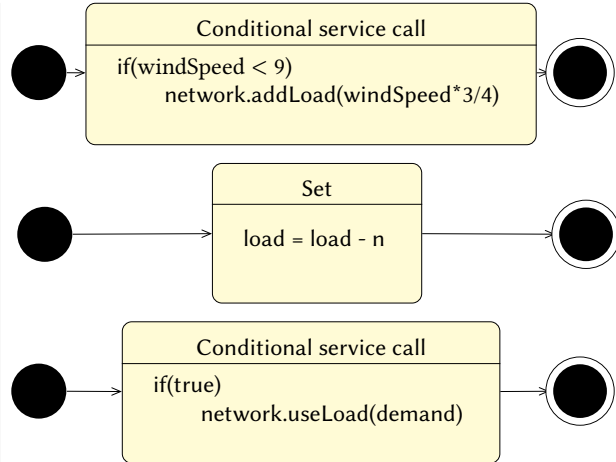 Conditional service call
if(windSpeed < 9)
network.addLoad(windSpeed*3/4)
Set
load = load - n
Conditional service call
if(true)
network.useLoad(demand)